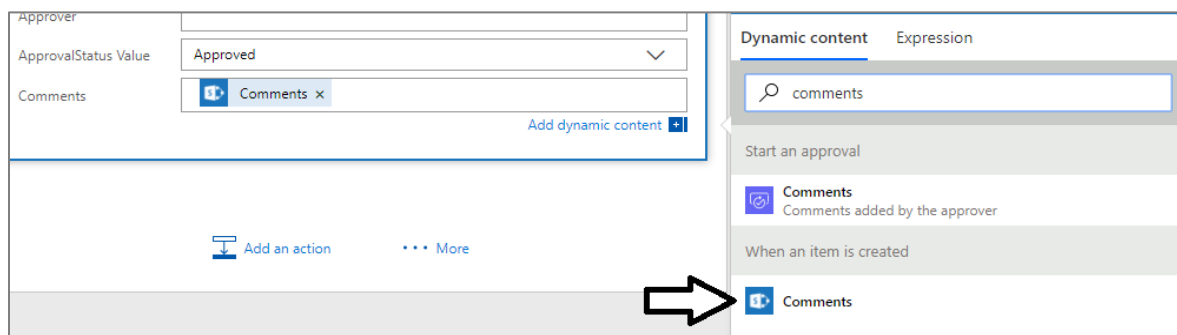 Approver
ApprovalStatus Value
Approved
Comments
Comments ×
Add dynamic content
Add an action
More
Dynamic content
Expression
comments
Start an approval
Comments
Comments added by the approver
When an item is created
Comments